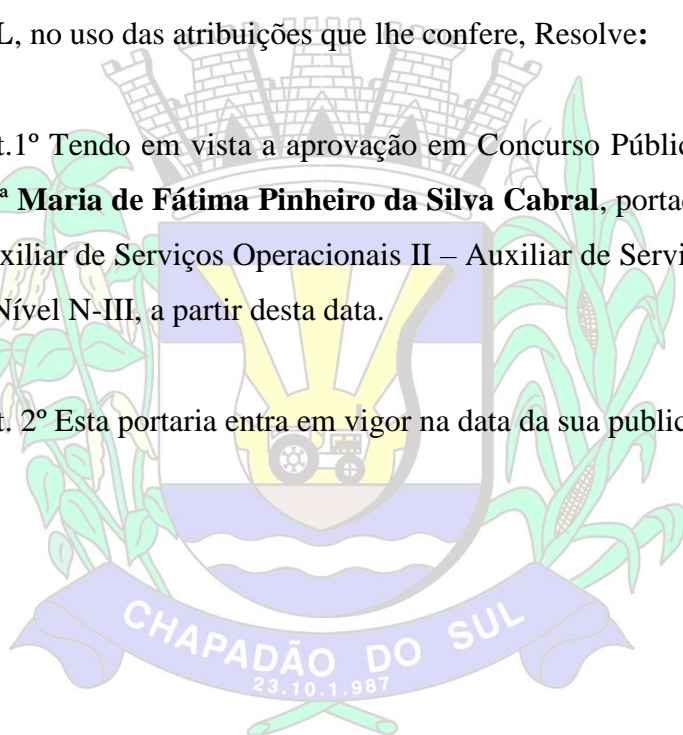 L, no uso das atribuições que lhe confere, Resolve:
t.1º Tendo em vista a aprovação em Concurso Públic
ª Maria de Fátima Pinheiro da Silva Cabral, porta
xiliar de Serviços Operacionais II – Auxiliar de Servi
Nível N-III, a partir desta data.
t. 2º Esta portaria entra em vigor na data da sua public
CHAPADÃO DO SUL
23.10.1.987